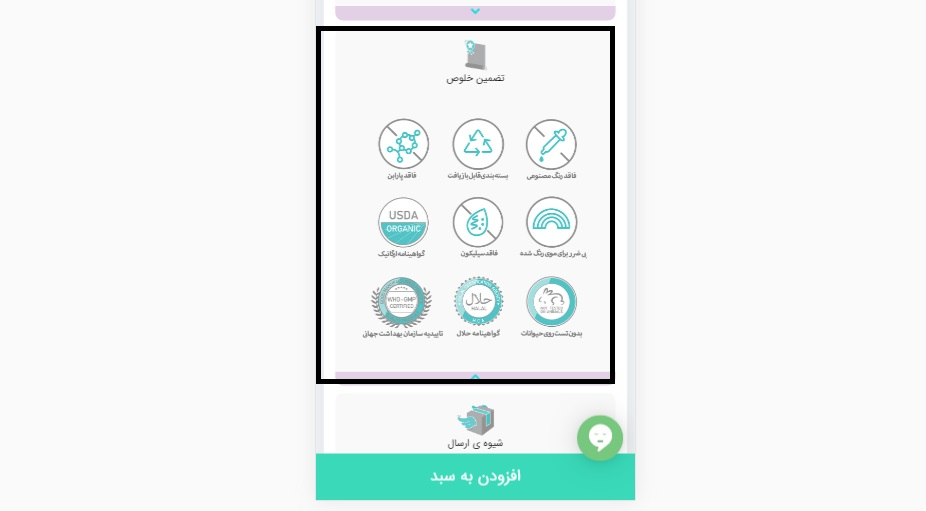 تضمین خلوص
فاقد رنگ مصنوعی
بسته‌بندی قابل بازیافت
فاقد پارابن
بی ضرر برای موی رنگ شده
فاقد سیلیکون
USDA
ORGANIC
گواهینامه ارگانیک
بدون تست روی حیوانات
حلال
HALAL
گواهینامه حلال
WHO-GMP
CERTIFIED
تاییدیه سازمان بهداشت جهانی
شیوه ی ارسال
افزودن به سبد